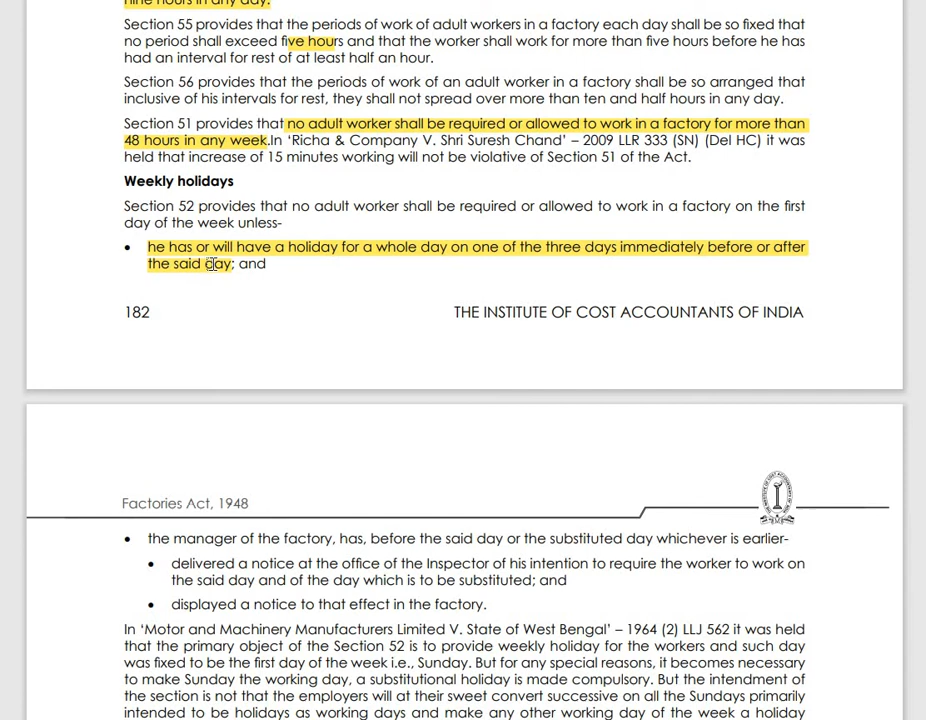 nine hours in any day.
Section 55 provides that the periods of work of adult workers in a factory each day shall be so fixed that
no period shall exceed five hours and that the worker shall work for more than five hours before he has
had an interval for rest of at least half an hour.
Section 56 provides that the periods of work of an adult worker in a factory shall be so arranged that
inclusive of his intervals for rest, they shall not spread over more than ten and half hours in any day.
Section 51 provides that no adult worker shall be required or allowed to work in a factory for more than
48 hours in any week.In ‘Richa & Company V. Shri Suresh Chand’ – 2009 LLR 333 (SN) (Del HC) it was
held that increase of 15 minutes working will not be violative of Section 51 of the Act.
Weekly holidays
Section 52 provides that no adult worker shall be required or allowed to work in a factory on the first
day of the week unless-
• he has or will have a holiday for a whole day on one of the three days immediately before or after
the said day; and
182 THE INSTITUTE OF COST ACCOUNTANTS OF INDIA
Factories Act, 1948
• the manager of the factory, has, before the said day or the substituted day whichever is earlier-
• delivered a notice at the office of the Inspector of his intention to require the worker to work on
the said day and of the day which is to be substituted; and
• displayed a notice to that effect in the factory.
In ‘Motor and Machinery Manufacturers Limited V. State of West Bengal’ – 1964 (2) LLJ 562 it was held
that the primary object of the Section 52 is to provide weekly holiday for the workers and such day
was fixed to be the first day of the week i.e., Sunday. But for any special reasons, it becomes necessary
to make Sunday the working day, a substitutional holiday is made compulsory. But the intendment of
the section is not that the employers will at their sweet convert successive on all the Sundays primarily
intended to be holidays as working days and make any other working day of the week a holiday